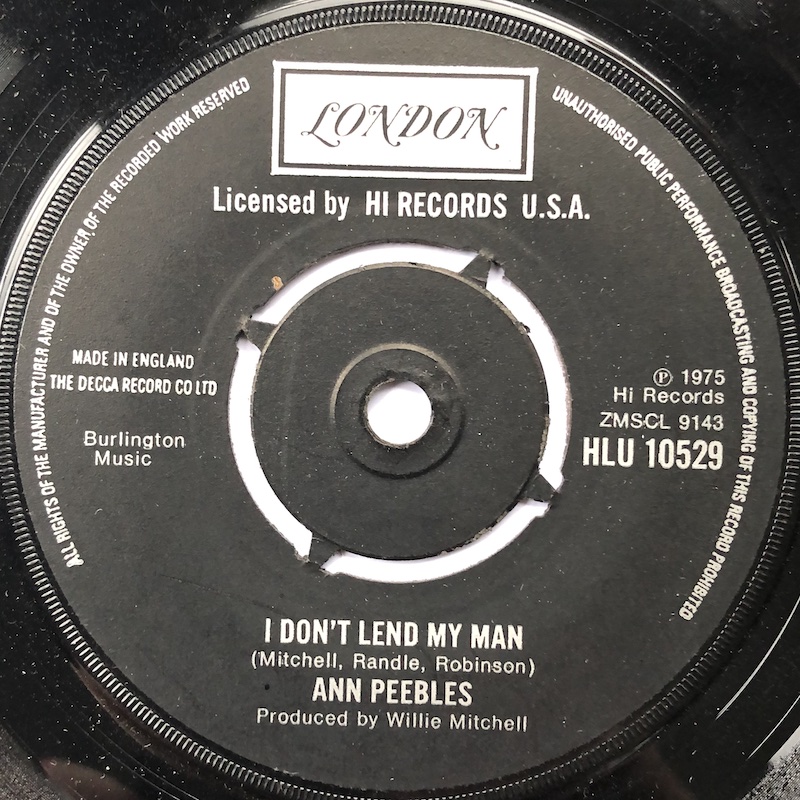 LONDON
Licensed by HI RECORDS U.S.A.
ALL RIGHTS OF THE MANUFACTURER AND OF THE OWNER OF THE RECORDED WORK RESERVED
UNAUTHORISED PUBLIC PERFORMANCE BROADCASTING AND COPYING OF THIS RECORD PROHIBITED
MADE IN ENGLAND
THE DECCA RECORD CO LTD
Burlington
Music
Ⓟ 1975
Hi Records
ZMSCL 9143
HLU 10529
I DON'T LEND MY MAN
(Mitchell, Randle, Robinson)
ANN PEEBLES
Produced by Willie Mitchell